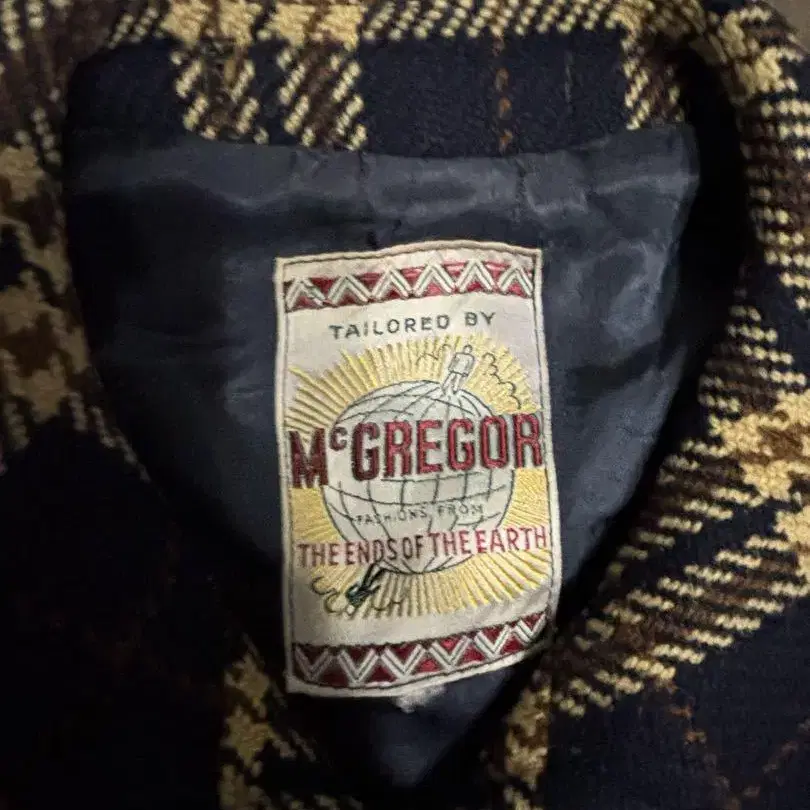 TAILORED BY
McGREGOR
FASHIONS FROM
THE ENDS OF THE EARTH